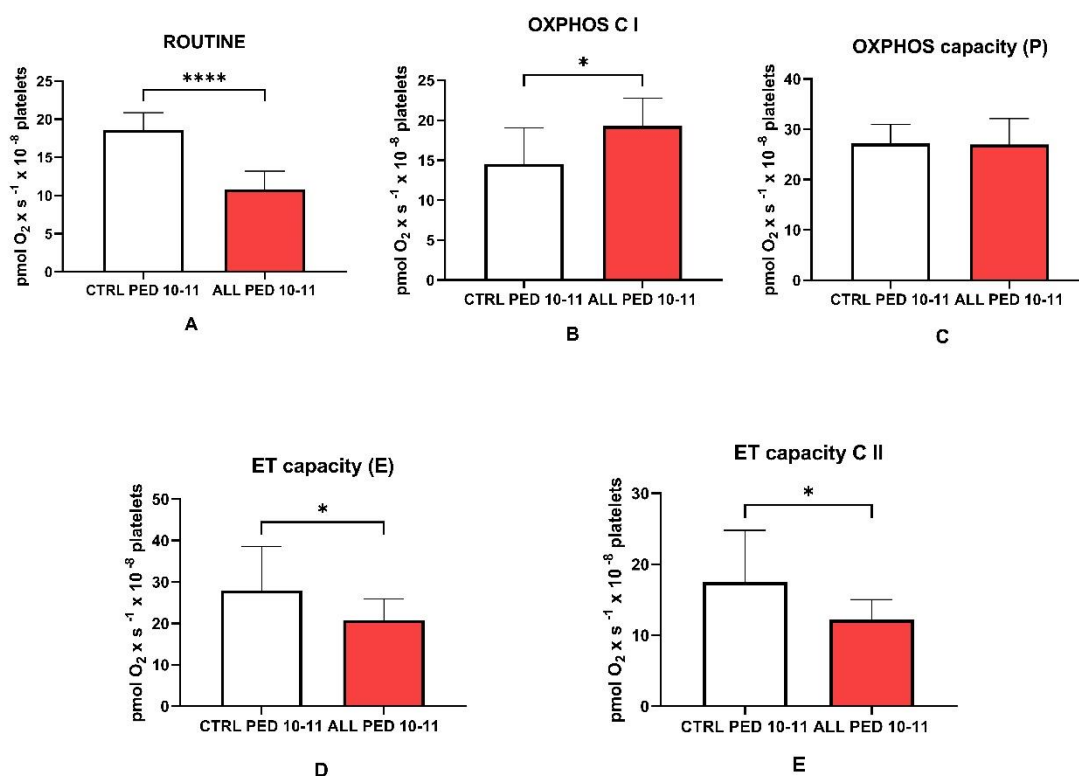 ROUTINE
****
pmol O₂ x s ⁻¹ x 10 ⁻⁸ platelets
25
20
15
10
5
0
CTRL PED 10-11 ALL PED 10-11
A
OXPHOS C I
*
pmol O₂ x s ⁻¹ x 10 ⁻⁸ platelets
25
20
15
10
5
0
CTRL PED 10-11 ALL PED 10-11
B
OXPHOS capacity (P)
pmol O₂ x s ⁻¹ x 10 ⁻⁸ platelets
40
30
20
10
0
CTRL PED 10-11 ALL PED 10-11
C
ET capacity (E)
*
pmol O₂ x s ⁻¹ x 10 ⁻⁸ platelets
50
40
30
20
10
0
CTRL PED 10-11 ALL PED 10-11
D
ET capacity C II
*
pmol O₂ x s ⁻¹ x 10 ⁻⁸ platelets
30
20
10
0
CTRL PED 10-11 ALL PED 10-11
E